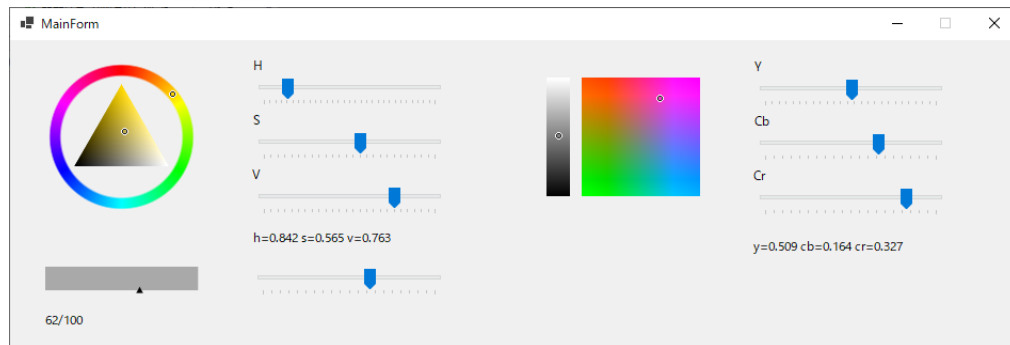 MainForm
H
S
V
h=0.842 s=0.565 v=0.763
62/100
Y
Cb
Cr
y=0.509 cb=0.164 cr=0.327